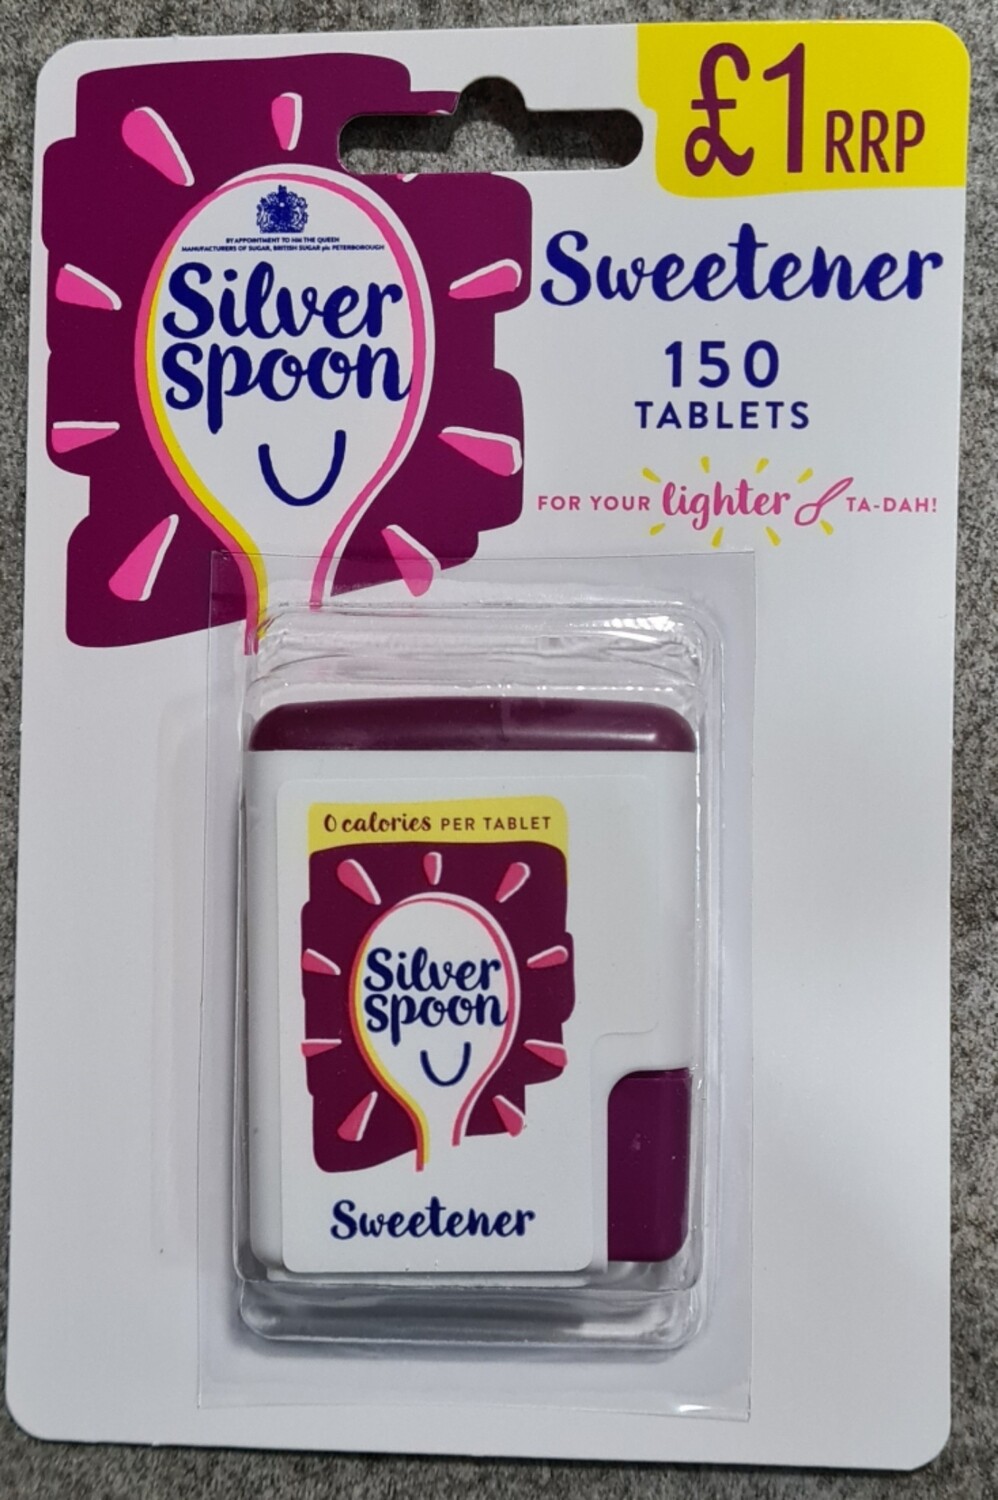 £1 RRP
BY APPOINTMENT TO HM THE QUEEN
MANUFACTURERS OF SUGAR, BRITISH SUGAR plc PETERBOROUGH
Silver
spoon
Sweetener
150
TABLETS
FOR YOUR lighter TA-DAH!
0 calories PER TABLET
Silver
spoon
Sweetener